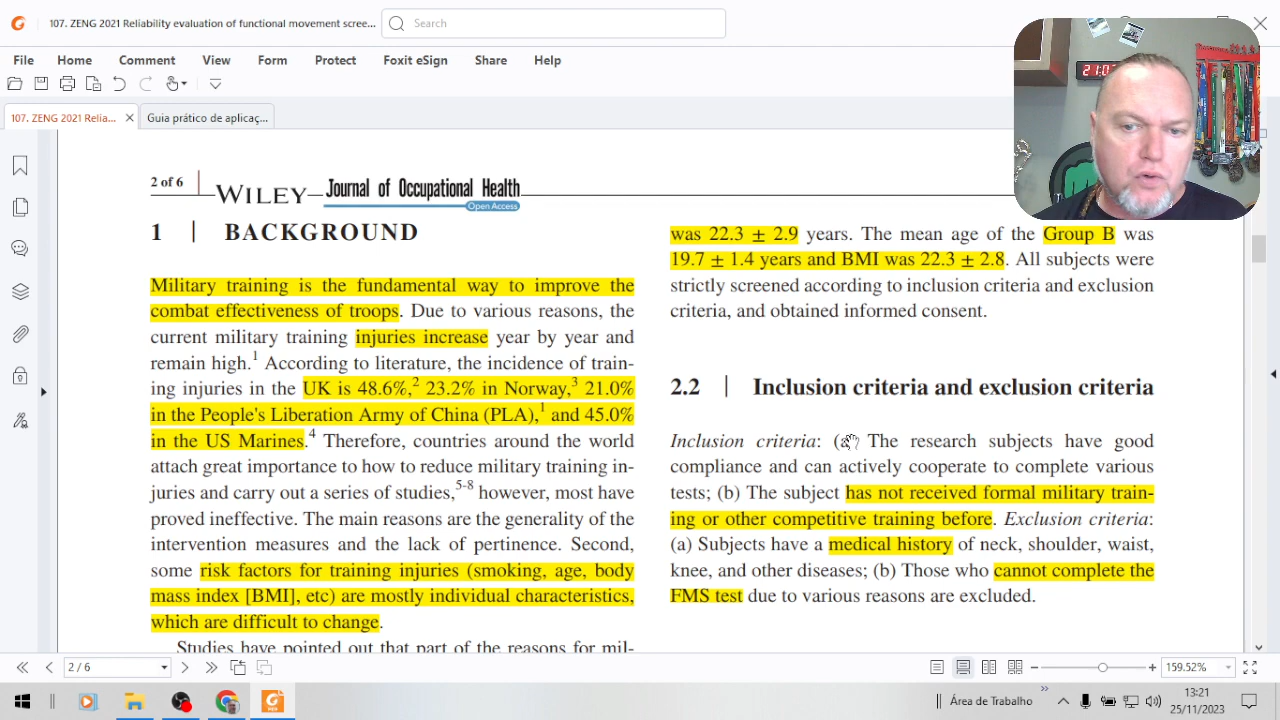 107. ZENG 2021 Reliability evaluation of functional movement scree...
Search
File Home Comment View Form Protect Foxit eSign Share Help
107. ZENG 2021 Relia...
Guia prático de aplicaç...
21:0
2 of 6
WILEY
Journal of Occupational Health
Open Access
1 | BACKGROUND
Military training is the fundamental way to improve the
combat effectiveness of troops. Due to various reasons, the
current military training injuries increase year by year and
remain high.1 According to literature, the incidence of train-
ing injuries in the UK is 48.6%,2 23.2% in Norway,3 21.0%
in the People's Liberation Army of China (PLA),1 and 45.0%
in the US Marines.4 Therefore, countries around the world
attach great importance to how to reduce military training in-
juries and carry out a series of studies,5-8 however, most have
proved ineffective. The main reasons are the generality of the
intervention measures and the lack of pertinence. Second,
some risk factors for training injuries (smoking, age, body
mass index [BMI], etc) are mostly individual characteristics,
which are difficult to change.
Studies have pointed out that part of the reasons for mil-
was 22.3 ± 2.9 years. The mean age of the Group B was
19.7 ± 1.4 years and BMI was 22.3 ± 2.8. All subjects were
strictly screened according to inclusion criteria and exclusion
criteria, and obtained informed consent.
2.2 | Inclusion criteria and exclusion criteria
Inclusion criteria: (a) The research subjects have good
compliance and can actively cooperate to complete various
tests; (b) The subject has not received formal military train-
ing or other competitive training before. Exclusion criteria:
(a) Subjects have a medical history of neck, shoulder, waist,
knee, and other diseases; (b) Those who cannot complete the
FMS test due to various reasons are excluded.
2 / 6
159.52%
Área de Trabalho
13:21
25/11/2023